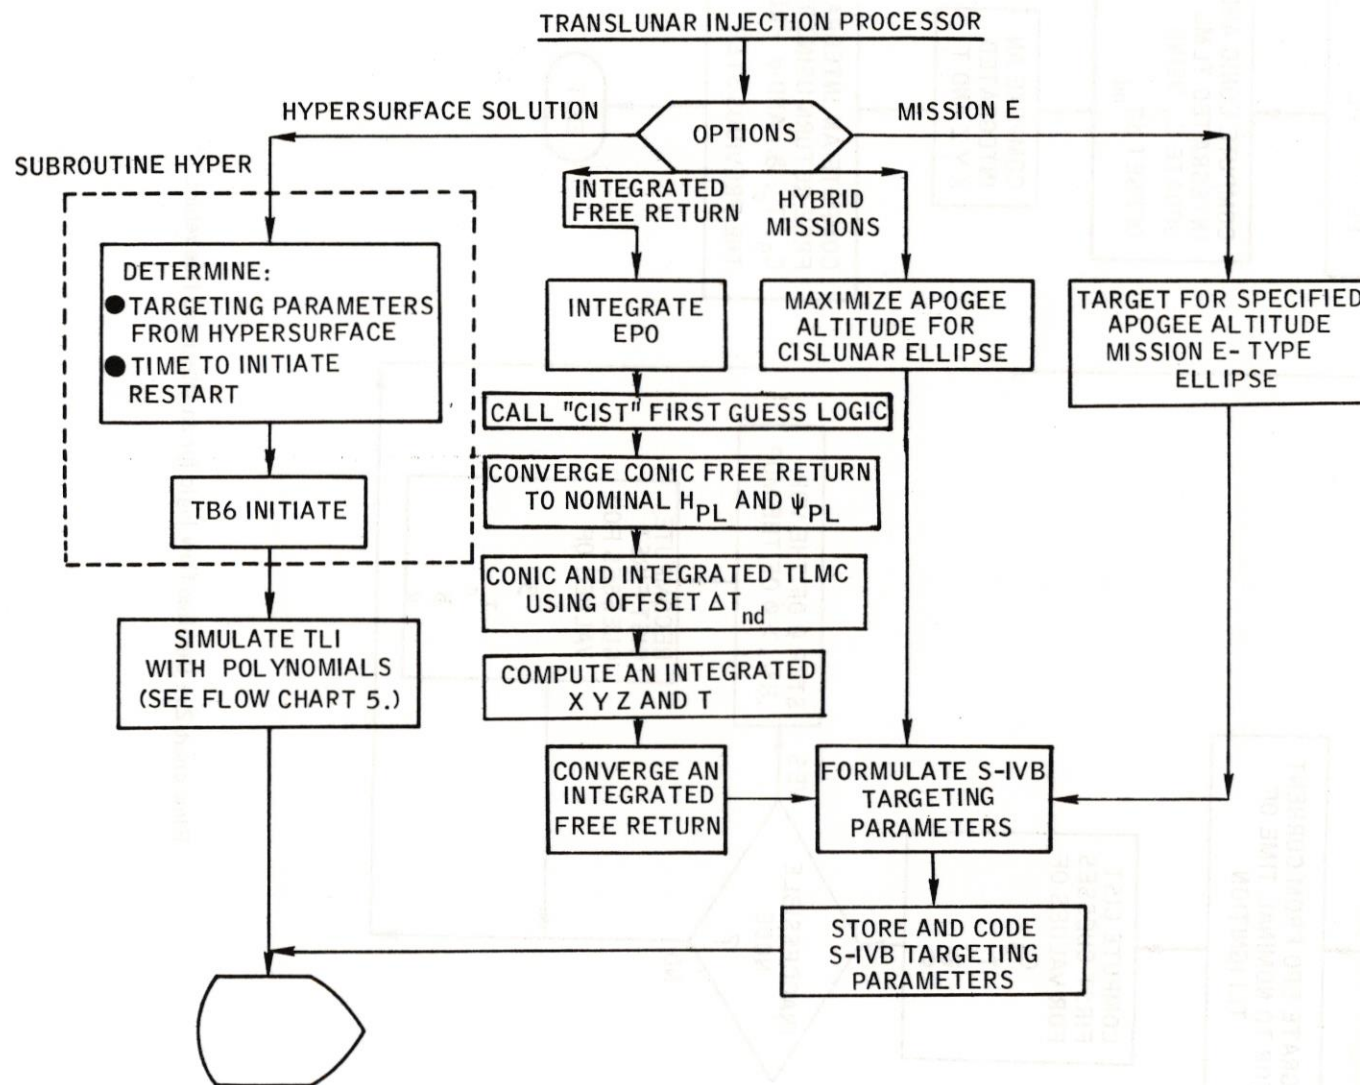 TRANSLUNAR INJECTION PROCESSOR
HYPERSURFACE SOLUTION
OPTIONS
MISSION E
SUBROUTINE HYPER
INTEGRATED
FREE RETURN
HYBRID
MISSIONS
DETERMINE:
● TARGETING PARAMETERS
FROM HYPERSURFACE
● TIME TO INITIATE
RESTART
TB6 INITIATE
SIMULATE TLI
WITH POLYNOMIALS
(SEE FLOW CHART 5.)
INTEGRATE
EPO
CALL "CIST" FIRST GUESS LOGIC
CONVERGE CONIC FREE RETURN
TO NOMINAL H_PL AND ψ_PL
CONIC AND INTEGRATED TLMC
USING OFFSET ΔT_nd
COMPUTE AN INTEGRATED
X Y Z AND T
CONVERGE AN
INTEGRATED
FREE RETURN
MAXIMIZE APOGEE
ALTITUDE FOR
CISLUNAR ELLIPSE
TARGET FOR SPECIFIED
APOGEE ALTITUDE
MISSION E- TYPE
ELLIPSE
FORMULATE S-IVB
TARGETING
PARAMETERS
STORE AND CODE
S-IVB TARGETING
PARAMETERS